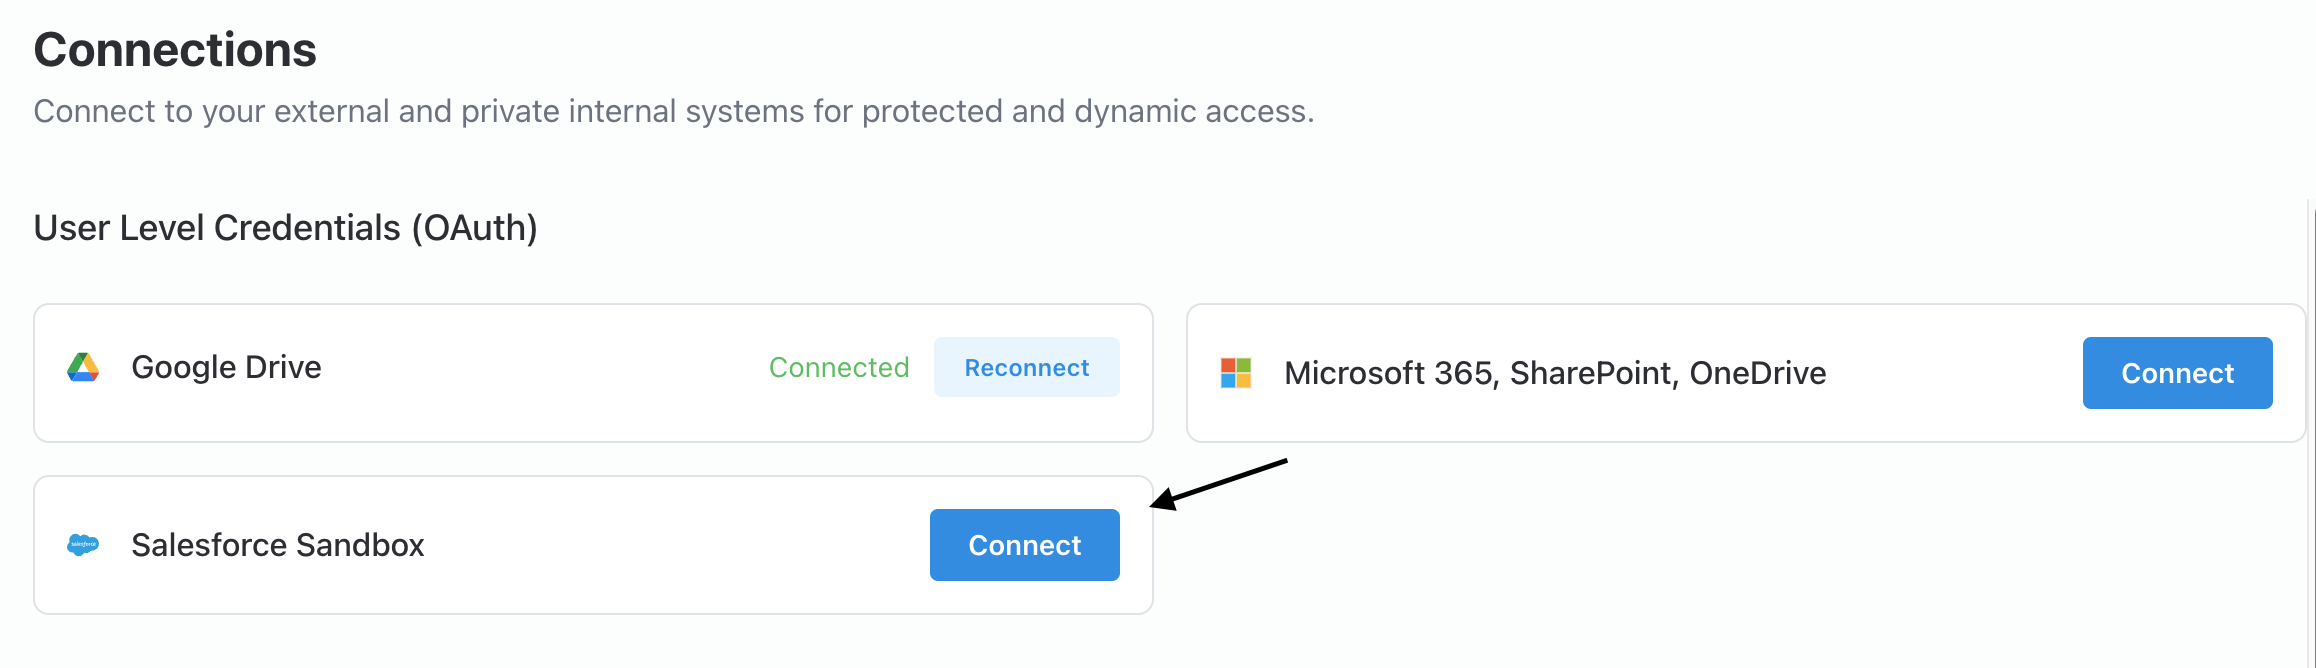 Connections
Connect to your external and private internal systems for protected and dynamic access.
User Level Credentials (OAuth)
Google Drive
Connected
Reconnect
Microsoft 365, SharePoint, OneDrive
Connect
salesforce
Salesforce Sandbox
Connect